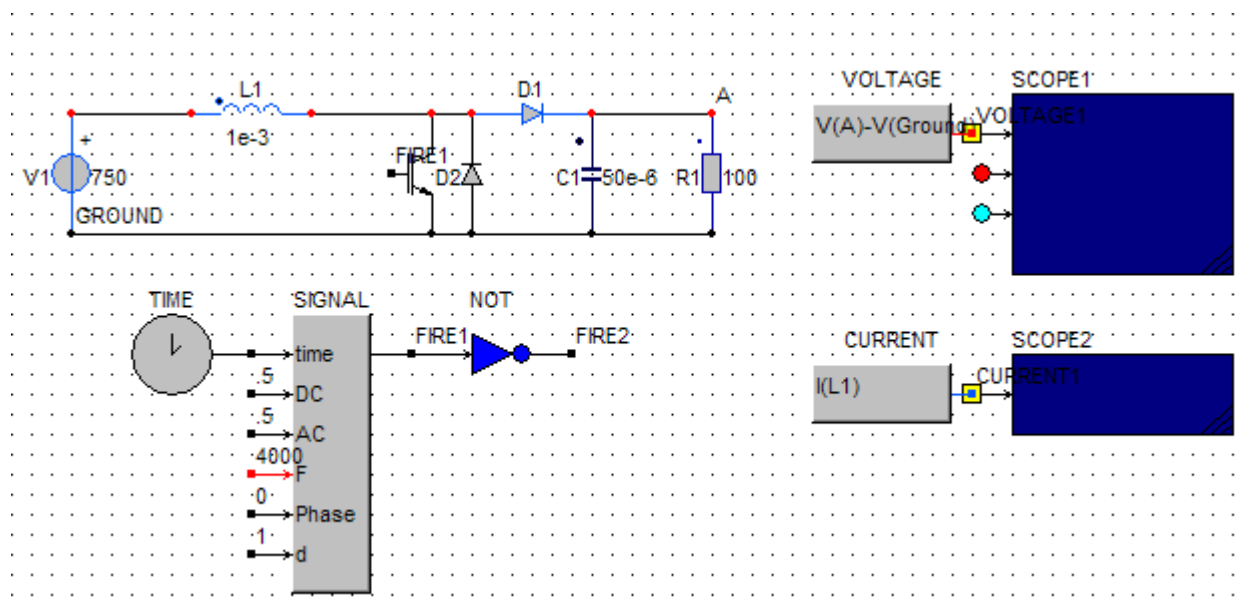 VOLTAGE
SCOPE1
L1
D1
A
V(A)-V(Ground)
VOLTAGE1
1e-3
+
FIRE1
V1
750
D2
C1
50e-6
R1
100
GROUND
TIME
SIGNAL
NOT
FIRE1
FIRE2
CURRENT
SCOPE2
time
.5
DC
I(L1)
CURRENT1
.5
AC
4000
F
0
Phase
1
d